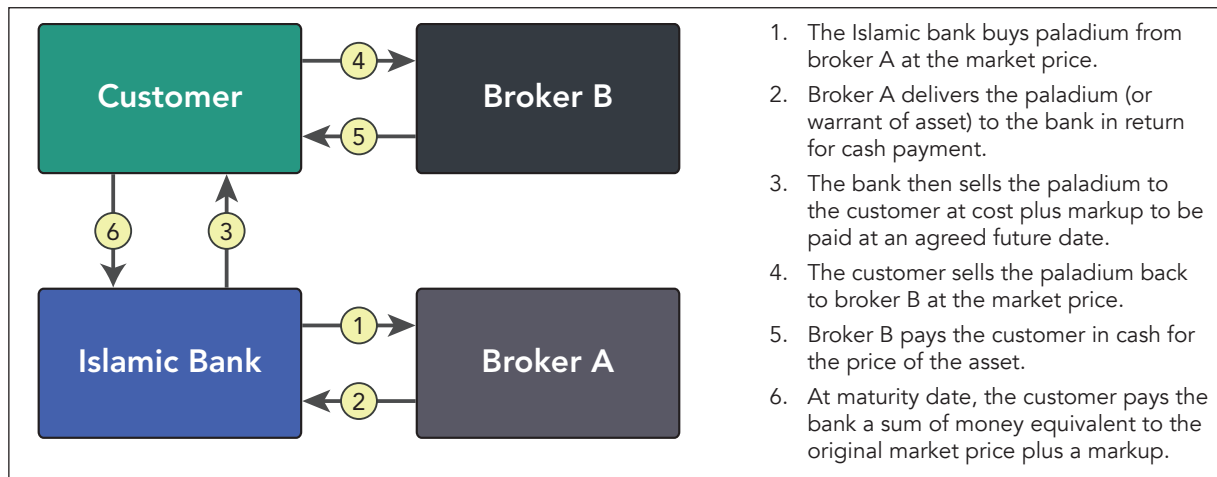 Customer
4
Broker B
5
6
3
Islamic Bank
1
Broker A
2
1. The Islamic bank buys paladium from
broker A at the market price.
2. Broker A delivers the paladium (or
warrant of asset) to the bank in return
for cash payment.
3. The bank then sells the paladium to
the customer at cost plus markup to be
paid at an agreed future date.
4. The customer sells the paladium back
to broker B at the market price.
5. Broker B pays the customer in cash for
the price of the asset.
6. At maturity date, the customer pays the
bank a sum of money equivalent to the
original market price plus a markup.